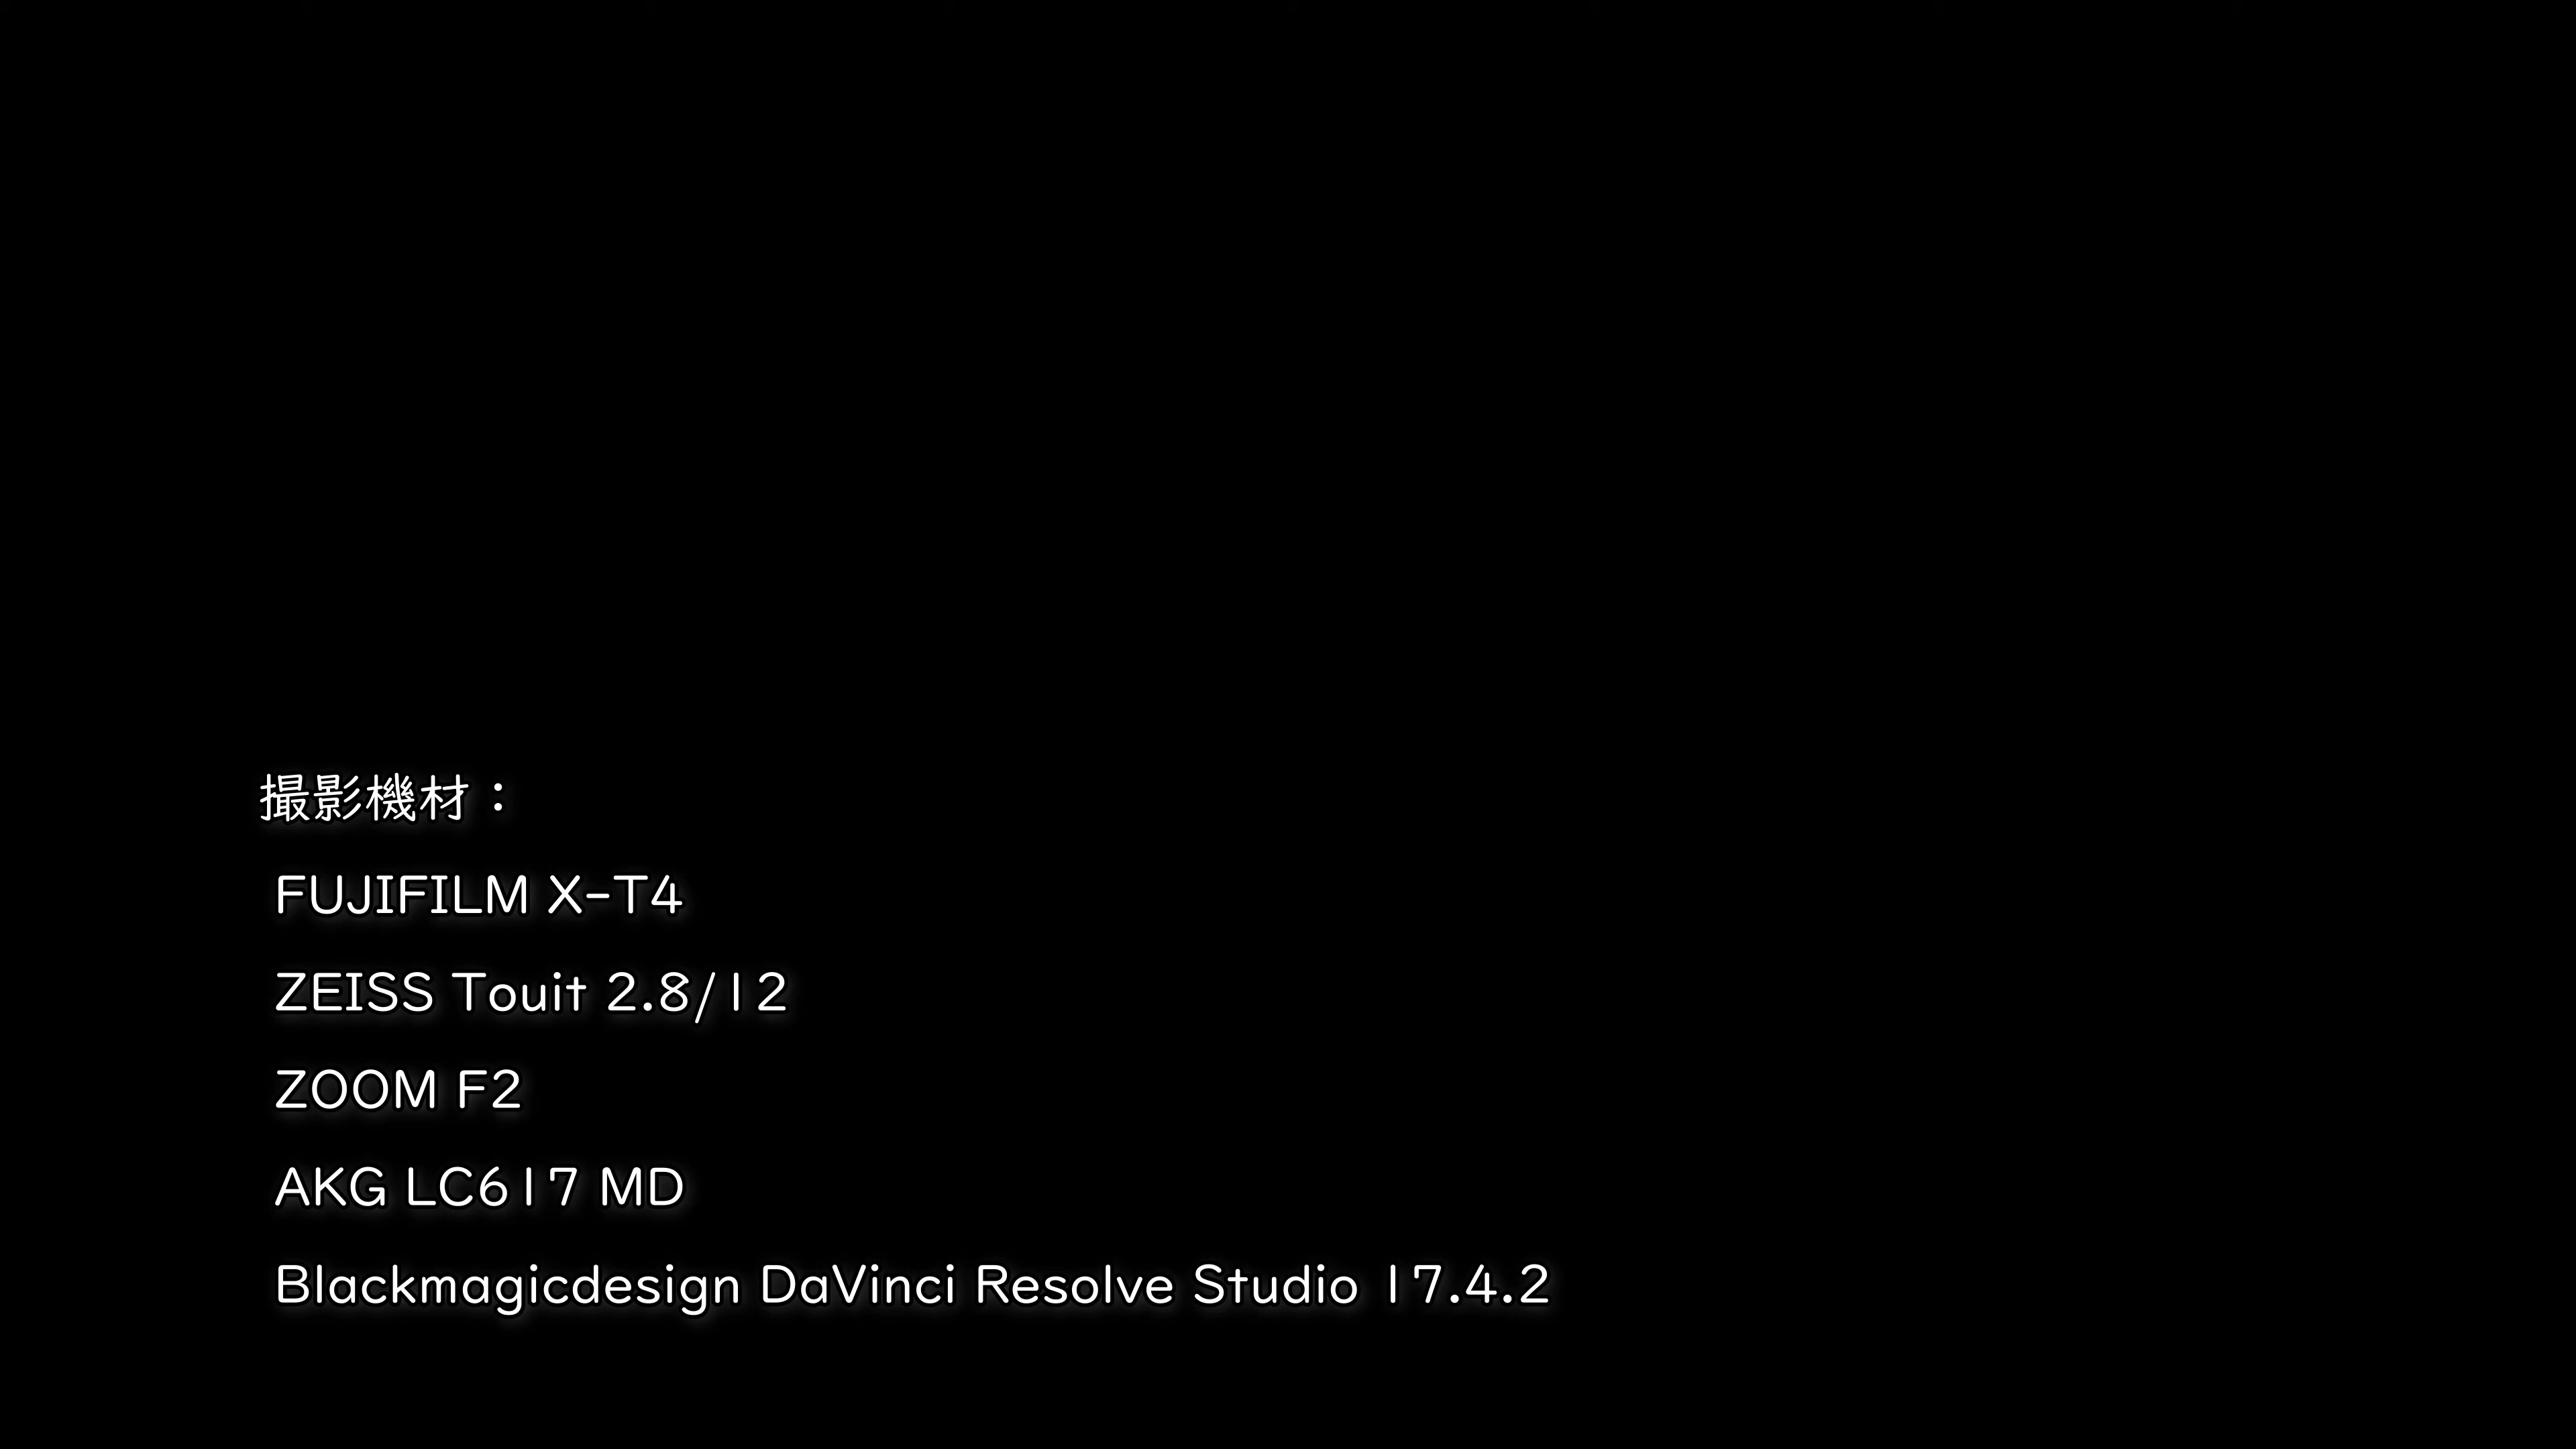 撮影機材：
FUJIFILM X-T4
ZEISS Touit 2.8/12
ZOOM F2
AKG LC617 MD
Blackmagicdesign DaVinci Resolve Studio 17.4.2